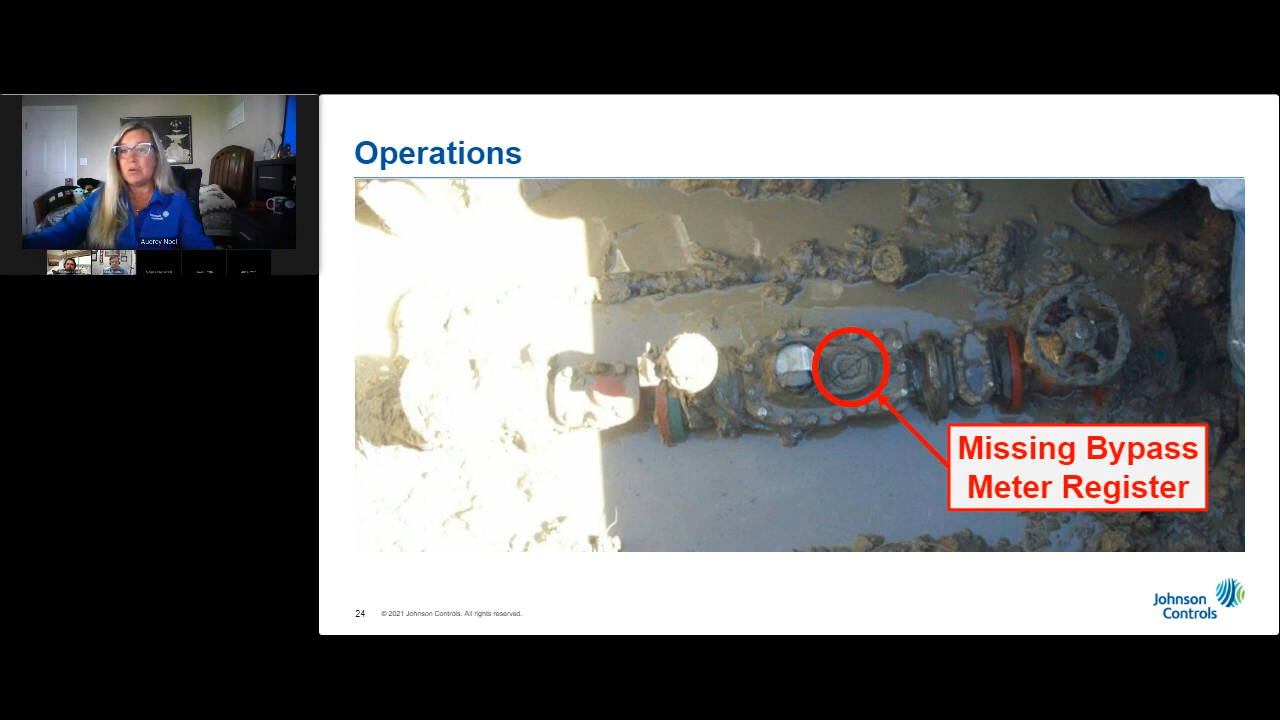 Audrey Noel
Operations
Missing Bypass
Meter Register
24
© 2021 Johnson Controls. All rights reserved.
Johnson
Controls